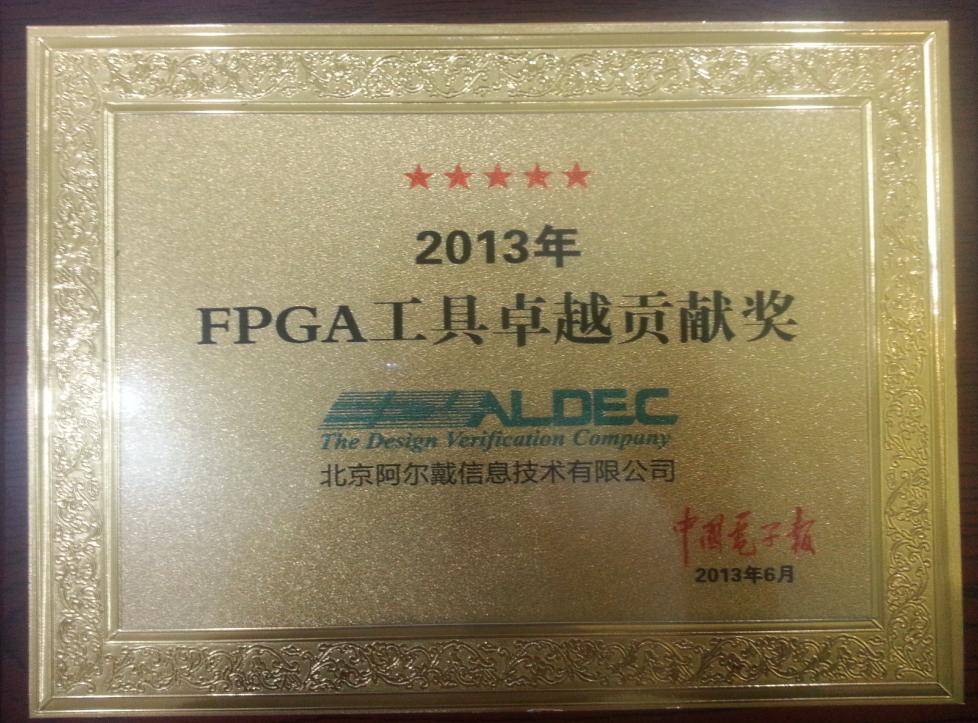 2013年
FPGA工具卓越贡献奖
ALDEC
The Design Verification Company
北京阿尔戴信息技术有限公司
中国电子报
2013年6月